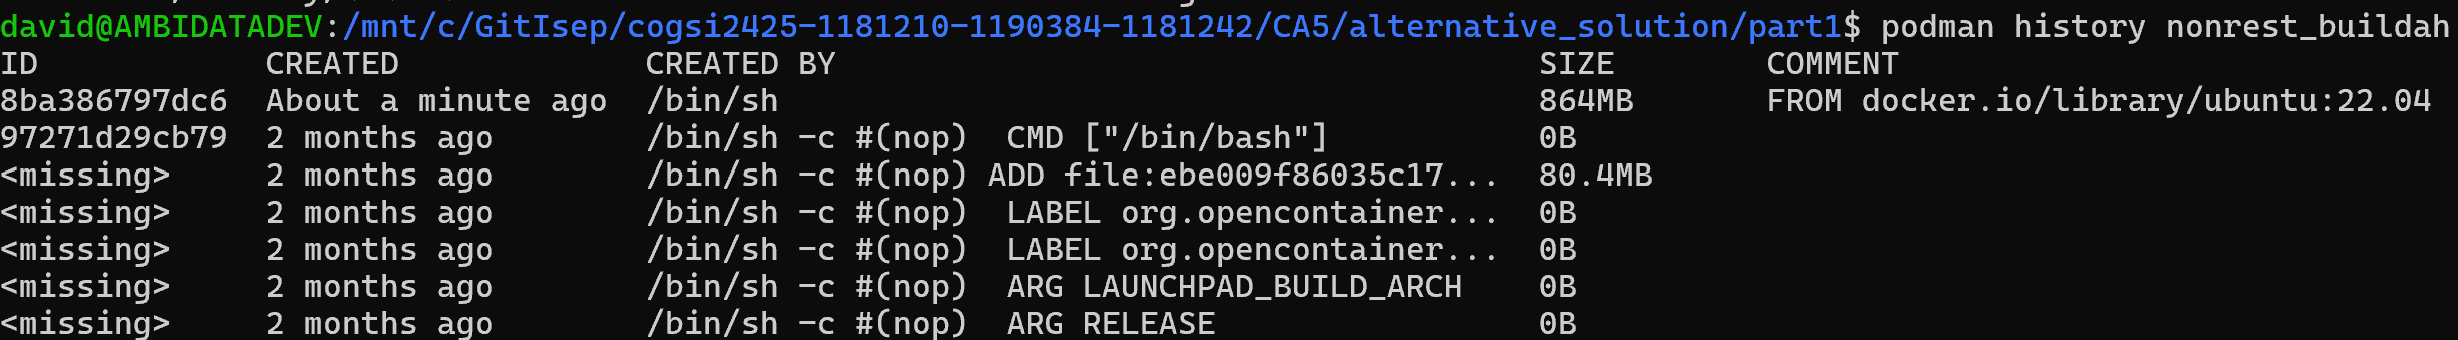 david@AMBIDATADEV:/mnt/c/GitIsep/cogsi2425-1181210-1190384-1181242/CA5/alternative_solution/part1$ podman history nonrest_buildah
ID CREATED CREATED BY SIZE COMMENT
8ba386797dc6 About a minute ago /bin/sh 864MB FROM docker.io/library/ubuntu:22.04
97271d29cb79 2 months ago /bin/sh -c #(nop) CMD ["/bin/bash"] 0B
<missing> 2 months ago /bin/sh -c #(nop) ADD file:ebe009f86035c17... 80.4MB
<missing> 2 months ago /bin/sh -c #(nop) LABEL org.opencontainer... 0B
<missing> 2 months ago /bin/sh -c #(nop) LABEL org.opencontainer... 0B
<missing> 2 months ago /bin/sh -c #(nop) ARG LAUNCHPAD_BUILD_ARCH 0B
<missing> 2 months ago /bin/sh -c #(nop) ARG RELEASE 0B